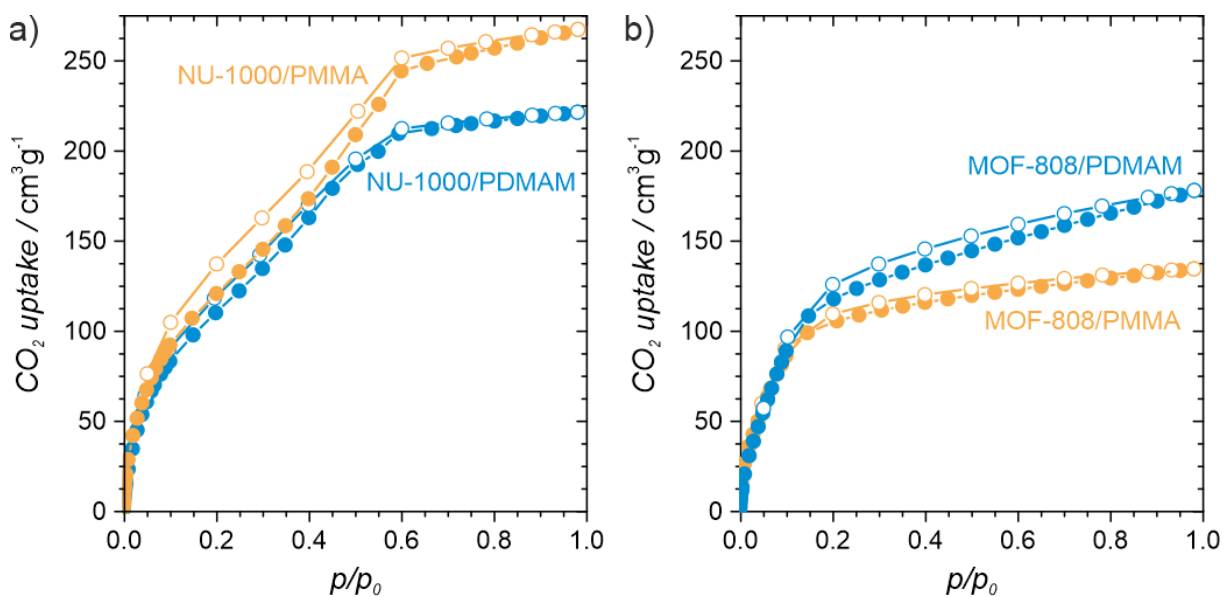 a)
CO₂ uptake / cm³g⁻¹
250
200
150
100
50
0
NU-1000/PMMA
NU-1000/PDMAM
0.0 0.2 0.4 0.6 0.8 1.0
p/p₀
b)
CO₂ uptake / cm³g⁻¹
250
200
150
100
50
0
MOF-808/PDMAM
MOF-808/PMMA
0.0 0.2 0.4 0.6 0.8 1.0
p/p₀